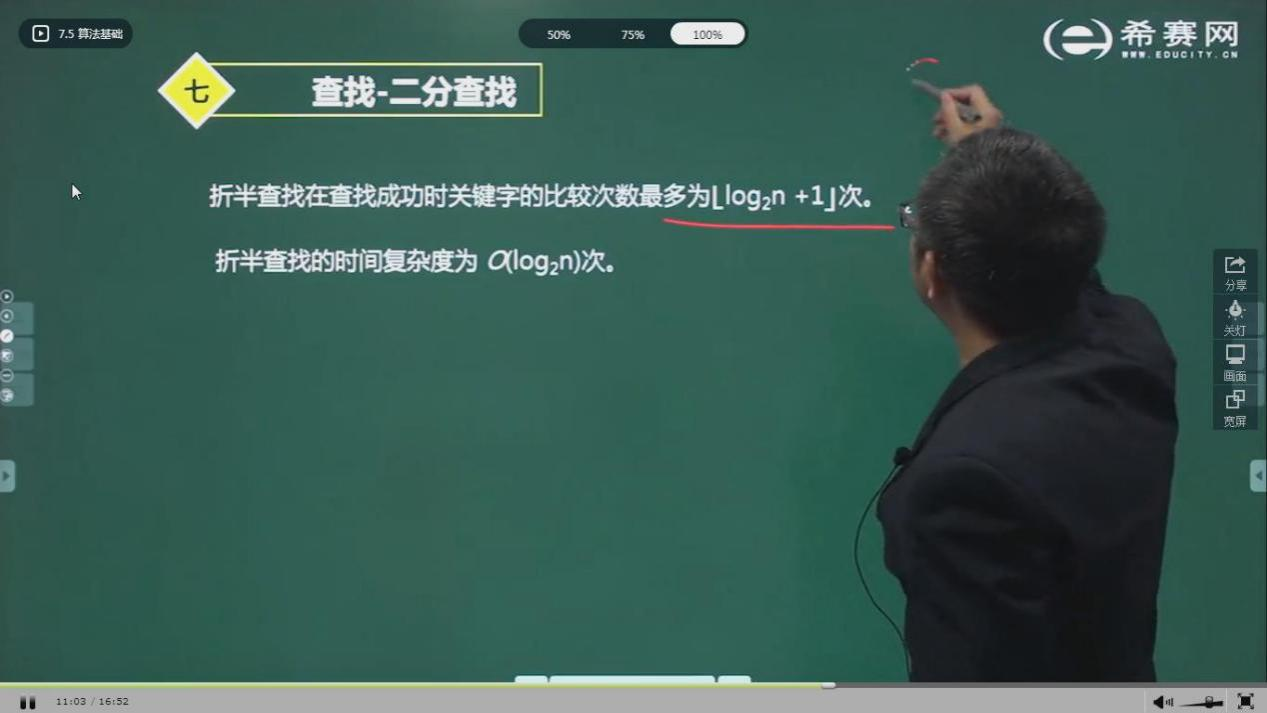 7.5 算法基础
50% 75% 100%
希赛网
WWW.EDUCITY.CN
七
查找-二分查找
折半查找在查找成功时关键字的比较次数最多为⌊log₂n +1⌋次。
折半查找的时间复杂度为 O(log₂n)次。
分享
关灯
画面
宽屏
11:03 / 16:52